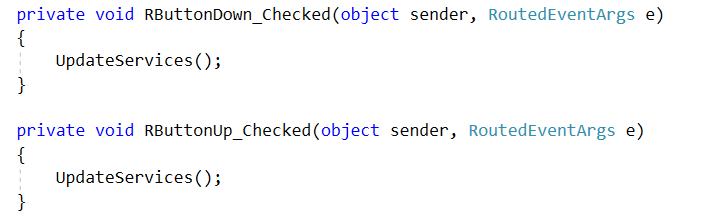 private void RButtonDown_Checked(object sender, RoutedEventArgs e)
{
    UpdateServices();
}

private void RButtonUp_Checked(object sender, RoutedEventArgs e)
{
    UpdateServices();
}